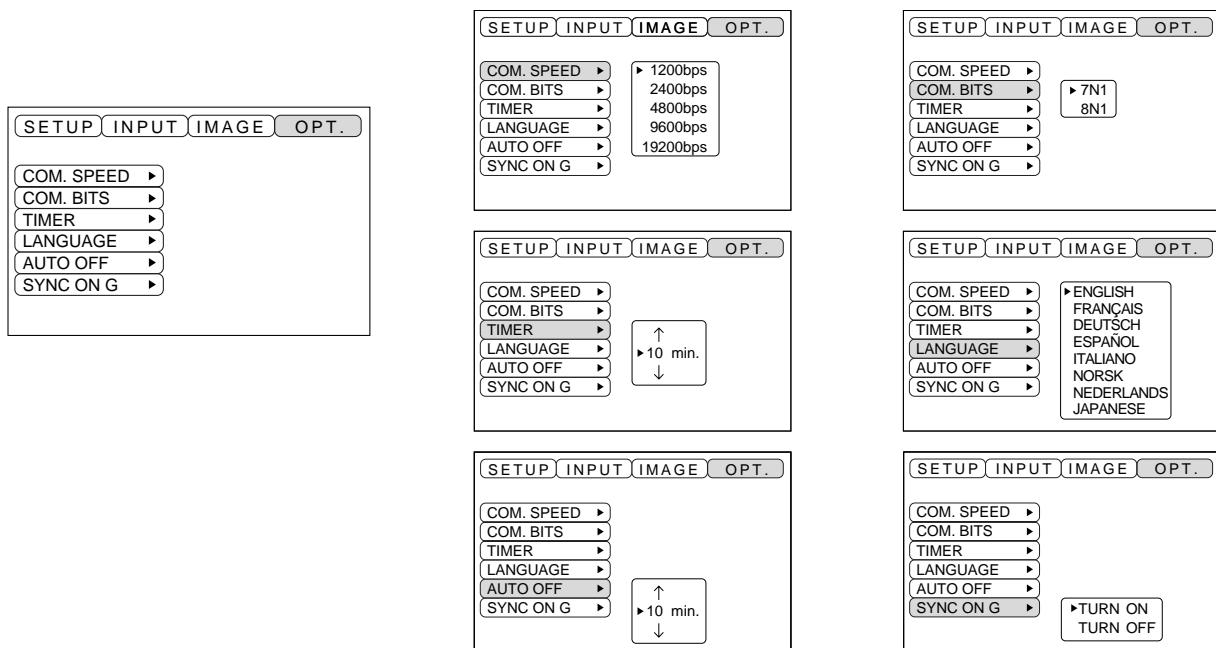 SETUP INPUT IMAGE OPT.
COM. SPEED
COM. BITS
TIMER
LANGUAGE
AUTO OFF
SYNC ON G
SETUP INPUT IMAGE OPT.
COM. SPEED
COM. BITS
TIMER
LANGUAGE
AUTO OFF
SYNC ON G
1200bps
2400bps
4800bps
9600bps
19200bps
SETUP INPUT IMAGE OPT.
COM. SPEED
COM. BITS
TIMER
LANGUAGE
AUTO OFF
SYNC ON G
7N1
8N1
SETUP INPUT IMAGE OPT.
COM. SPEED
COM. BITS
TIMER
LANGUAGE
AUTO OFF
SYNC ON G
10 min.
SETUP INPUT IMAGE OPT.
COM. SPEED
COM. BITS
TIMER
LANGUAGE
AUTO OFF
SYNC ON G
ENGLISH
FRANÇAIS
DEUTSCH
ESPAÑOL
ITALIANO
NORSK
NEDERLANDS
JAPANESE
SETUP INPUT IMAGE OPT.
COM. SPEED
COM. BITS
TIMER
LANGUAGE
AUTO OFF
SYNC ON G
10 min.
SETUP INPUT IMAGE OPT.
COM. SPEED
COM. BITS
TIMER
LANGUAGE
AUTO OFF
SYNC ON G
TURN ON
TURN OFF